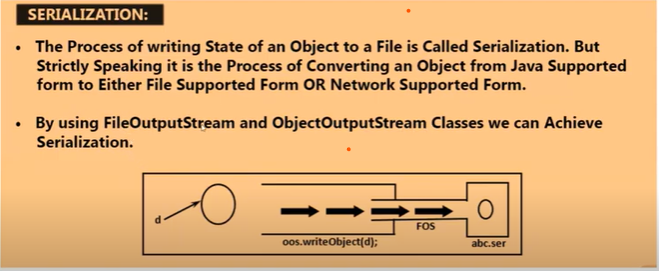 SERIALIZATION:
• The Process of writing State of an Object to a File is Called Serialization. But
Strictly Speaking it is the Process of Converting an Object from Java Supported
form to Either File Supported Form OR Network Supported Form.
• By using FileOutputStream and ObjectOutputStream Classes we can Achieve
Serialization.
d
FOS
oos.writeObject(d);
abc.ser